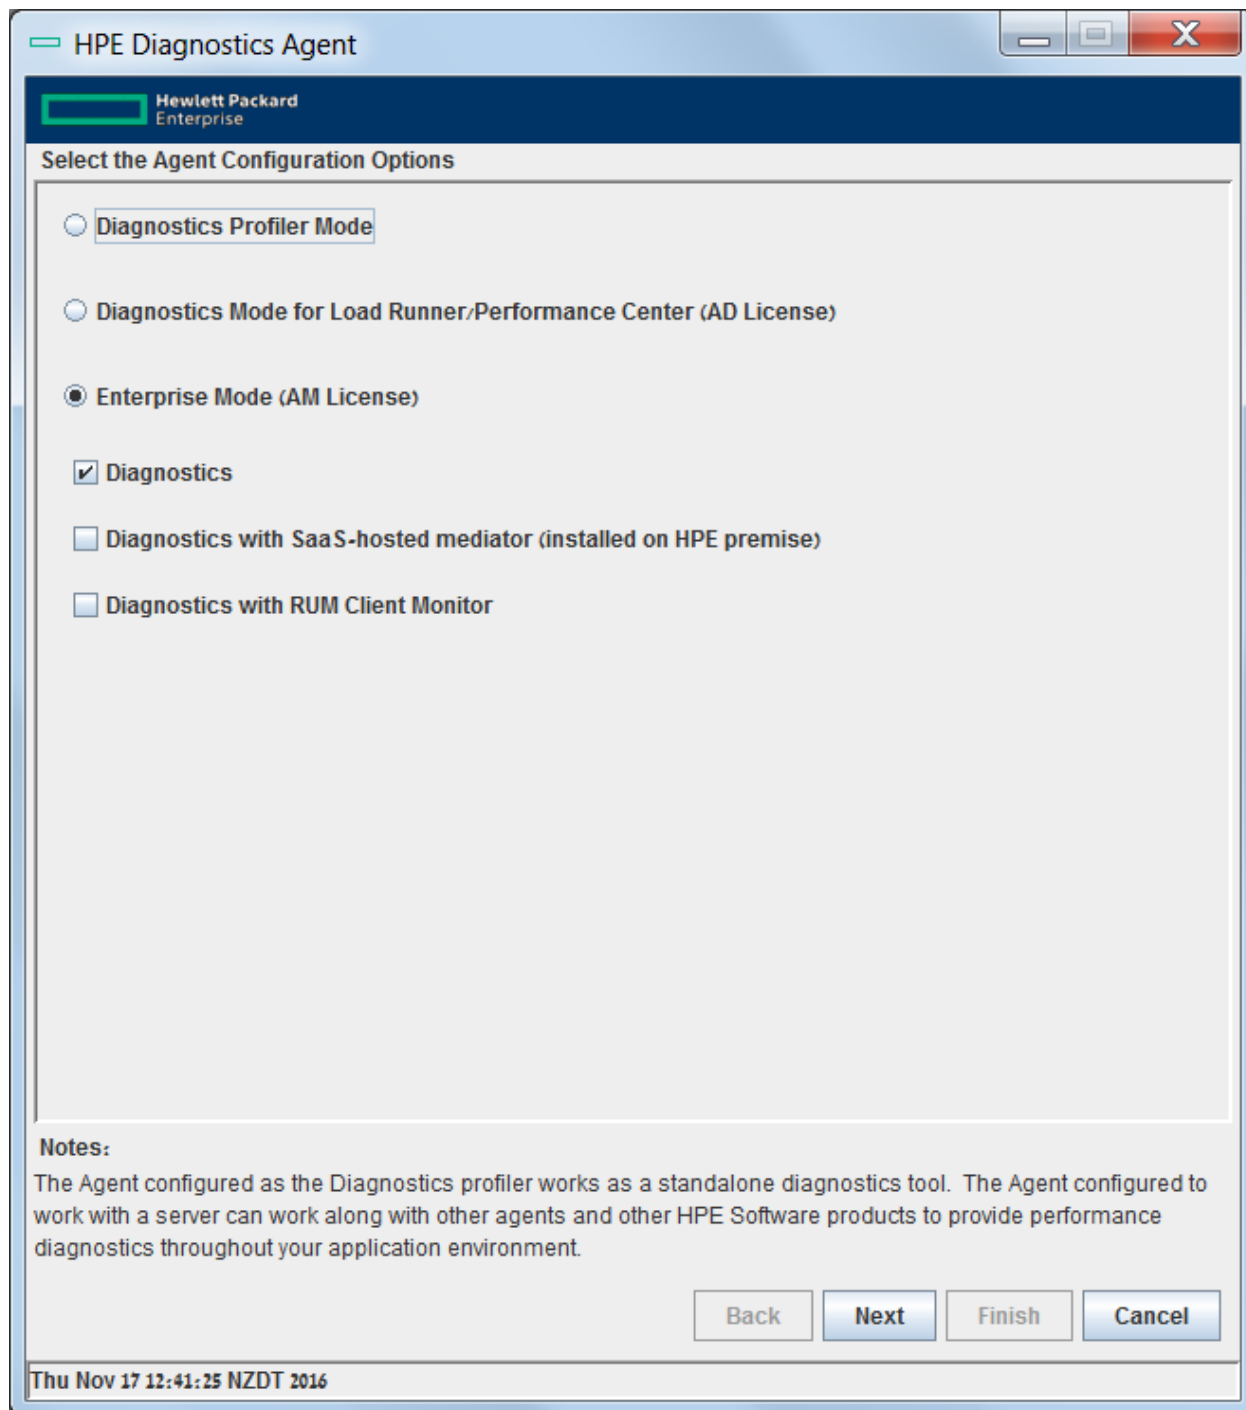 HPE Diagnostics Agent
Hewlett Packard
Enterprise
Select the Agent Configuration Options
Diagnostics Profiler Mode
Diagnostics Mode for Load Runner/Performance Center (AD License)
Enterprise Mode (AM License)
Diagnostics
Diagnostics with SaaS-hosted mediator (installed on HPE premise)
Diagnostics with RUM Client Monitor
Notes:
The Agent configured as the Diagnostics profiler works as a standalone diagnostics tool.  The Agent configured to
work with a server can work along with other agents and other HPE Software products to provide performance
diagnostics throughout your application environment.
Back Next Finish Cancel
Thu Nov 17 12:41:25 NZDT 2016